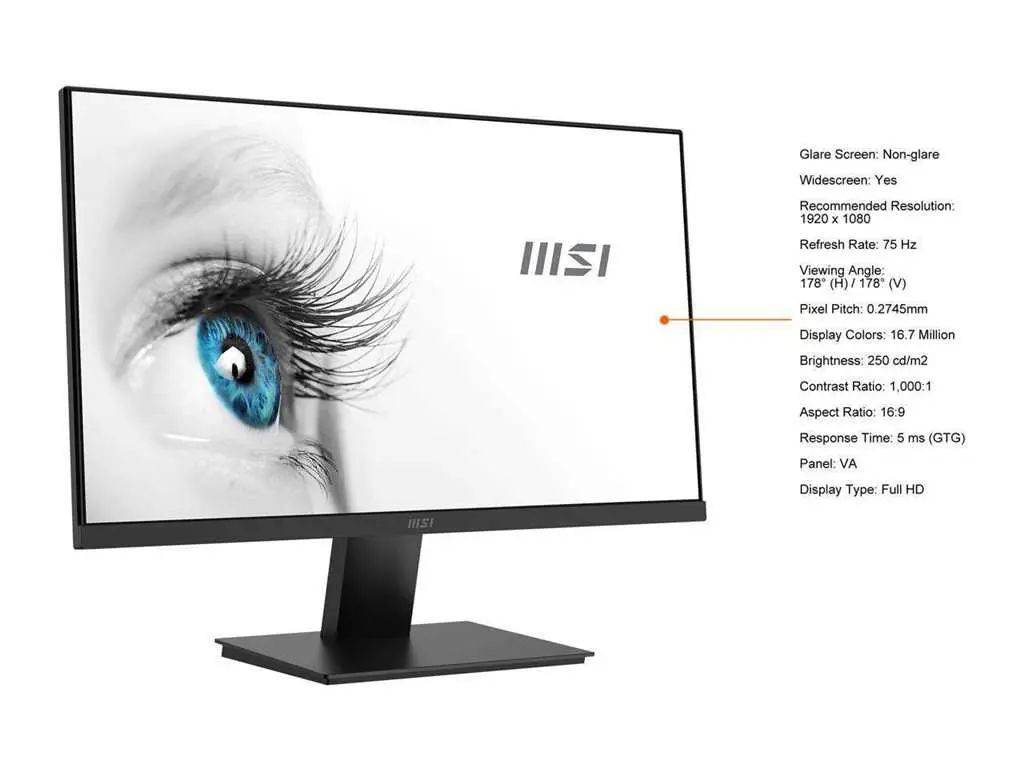 MSI
Glare Screen: Non-glare
Widescreen: Yes
Recommended Resolution:
1920 x 1080
Refresh Rate: 75 Hz
Viewing Angle:
178° (H) / 178° (V)
Pixel Pitch: 0.2745mm
Display Colors: 16.7 Million
Brightness: 250 cd/m2
Contrast Ratio: 1,000:1
Aspect Ratio: 16:9
Response Time: 5 ms (GTG)
Panel: VA
Display Type: Full HD
MSI